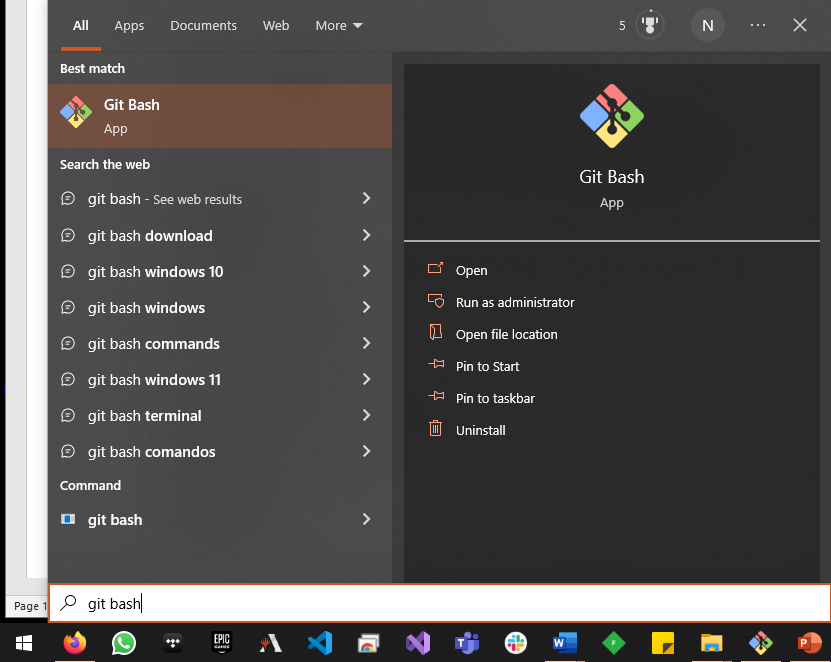 All Apps Documents Web More 5 N ...
Best match
Git Bash
App
Search the web
git bash - See web results
git bash download
git bash windows 10
git bash windows
git bash commands
git bash windows 11
git bash terminal
git bash comandos
Command
git bash
Git Bash
App
Open
Run as administrator
Open file location
Pin to Start
Pin to taskbar
Uninstall
Page 1
git bash
EPIC
GAMES
W
F
P